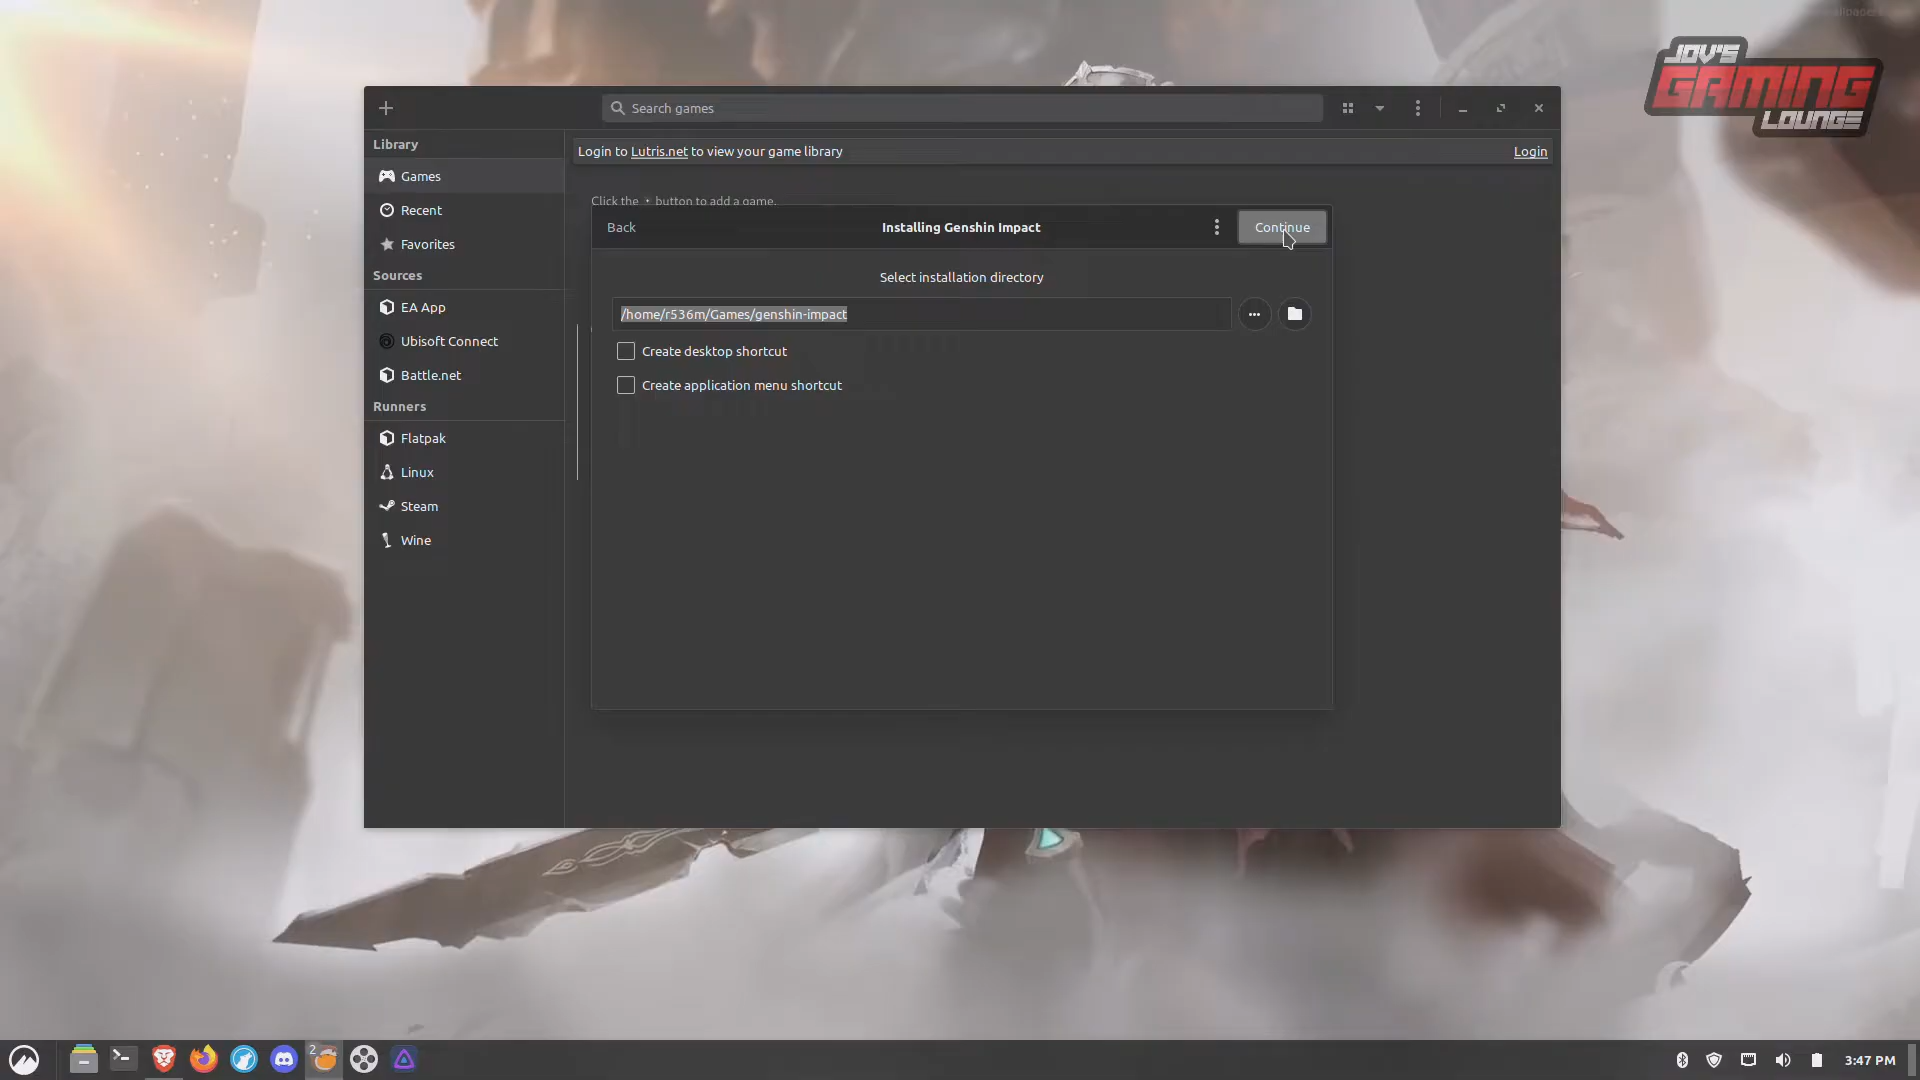 JOV'S
GAMING
LOUNGE
Search games
Library
Games
Recent
Favorites
Sources
EA App
Ubisoft Connect
Battle.net
Runners
Flatpak
Linux
Steam
Wine
Login to Lutris.net to view your game library
Login
Click the + button to add a game.
Back
Installing Genshin Impact
Continue
Select installation directory
/home/r536m/Games/genshin-impact
Create desktop shortcut
Create application menu shortcut
2
3:47 PM